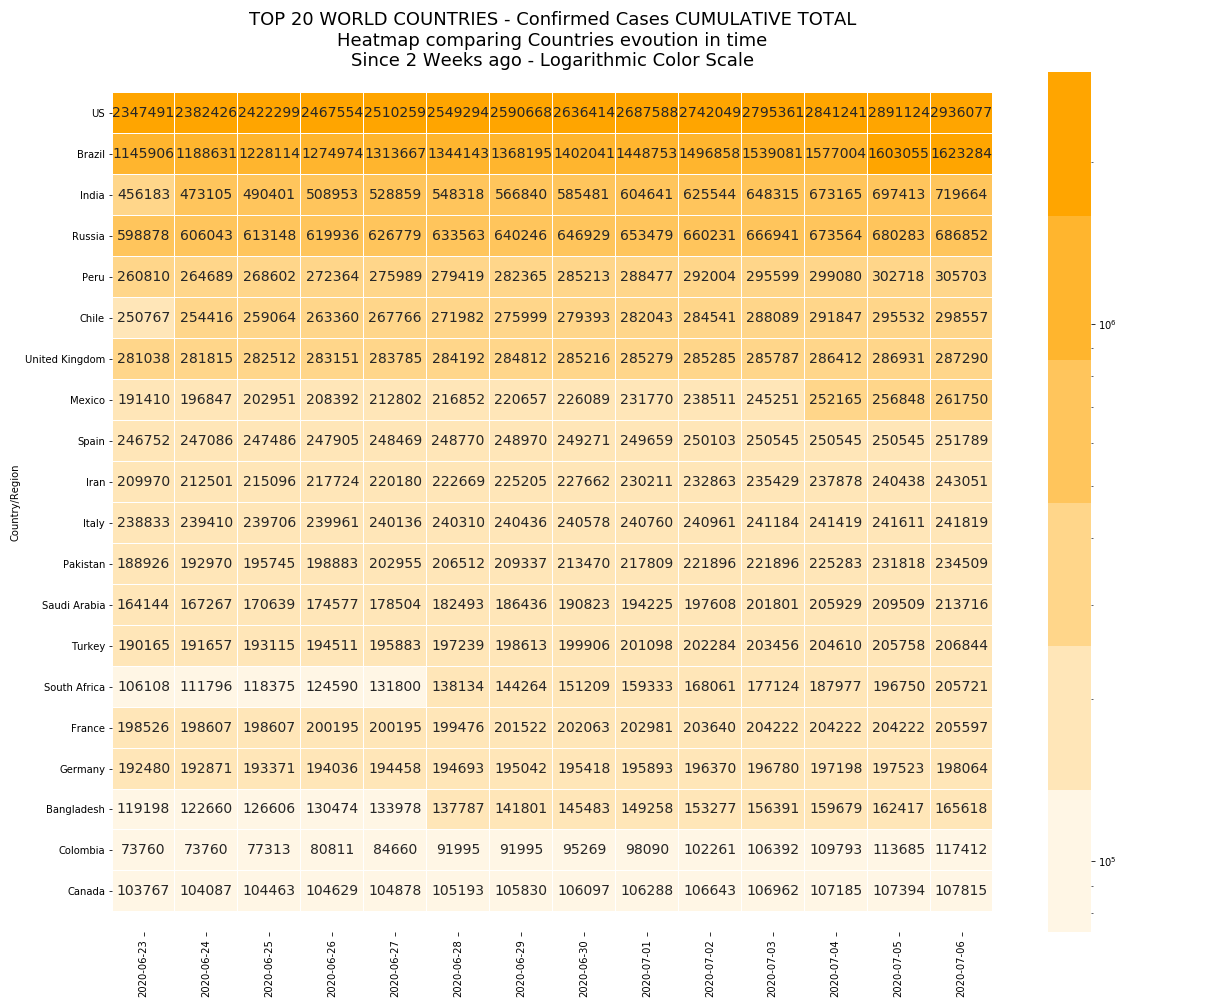 TOP 20 WORLD COUNTRIES - Confirmed Cases CUMULATIVE TOTAL
Heatmap comparing Countries evoution in time
Since 2 Weeks ago - Logarithmic Color Scale
US 2347491 2382426 2422299 2467554 2510259 2549294 2590668 2636414 2687588 2742049 2795361 2841241 2891124 2936077
Brazil 1145906 1188631 1228114 1274974 1313667 1344143 1368195 1402041 1448753 1496858 1539081 1577004 1603055 1623284
India 456183 473105 490401 508953 528859 548318 566840 585481 604641 625544 648315 673165 697413 719664
Russia 598878 606043 613148 619936 626779 633563 640246 646929 653479 660231 666941 673564 680283 686852
Peru 260810 264689 268602 272364 275989 279419 282365 285213 288477 292004 295599 299080 302718 305703
Chile 250767 254416 259064 263360 267766 271982 275999 279393 282043 284541 288089 291847 295532 298557
United Kingdom 281038 281815 282512 283151 283785 284192 284812 285216 285279 285285 285787 286412 286931 287290
Mexico 191410 196847 202951 208392 212802 216852 220657 226089 231770 238511 245251 252165 256848 261750
Spain 246752 247086 247486 247905 248469 248770 248970 249271 249659 250103 250545 250545 250545 251789
Iran 209970 212501 215096 217724 220180 222669 225205 227662 230211 232863 235429 237878 240438 243051
Italy 238833 239410 239706 239961 240136 240310 240436 240578 240760 240961 241184 241419 241611 241819
Pakistan 188926 192970 195745 198883 202955 206512 209337 213470 217809 221896 221896 225283 231818 234509
Saudi Arabia 164144 167267 170639 174577 178504 182493 186436 190823 194225 197608 201801 205929 209509 213716
Turkey 190165 191657 193115 194511 195883 197239 198613 199906 201098 202284 203456 204610 205758 206844
South Africa 106108 111796 118375 124590 131800 138134 144264 151209 159333 168061 177124 187977 196750 205721
France 198526 198607 198607 200195 200195 199476 201522 202063 202981 203640 204222 204222 204222 205597
Germany 192480 192871 193371 194036 194458 194693 195042 195418 195893 196370 196780 197198 197523 198064
Bangladesh 119198 122660 126606 130474 133978 137787 141801 145483 149258 153277 156391 159679 162417 165618
Colombia 73760 73760 77313 80811 84660 91995 91995 95269 98090 102261 106392 109793 113685 117412
Canada 103767 104087 104463 104629 104878 105193 105830 106097 106288 106643 106962 107185 107394 107815
Country/Region
2020-06-23 2020-06-24 2020-06-25 2020-06-26 2020-06-27 2020-06-28 2020-06-29 2020-06-30 2020-07-01 2020-07-02 2020-07-03 2020-07-04 2020-07-05 2020-07-06
10⁶
10⁵